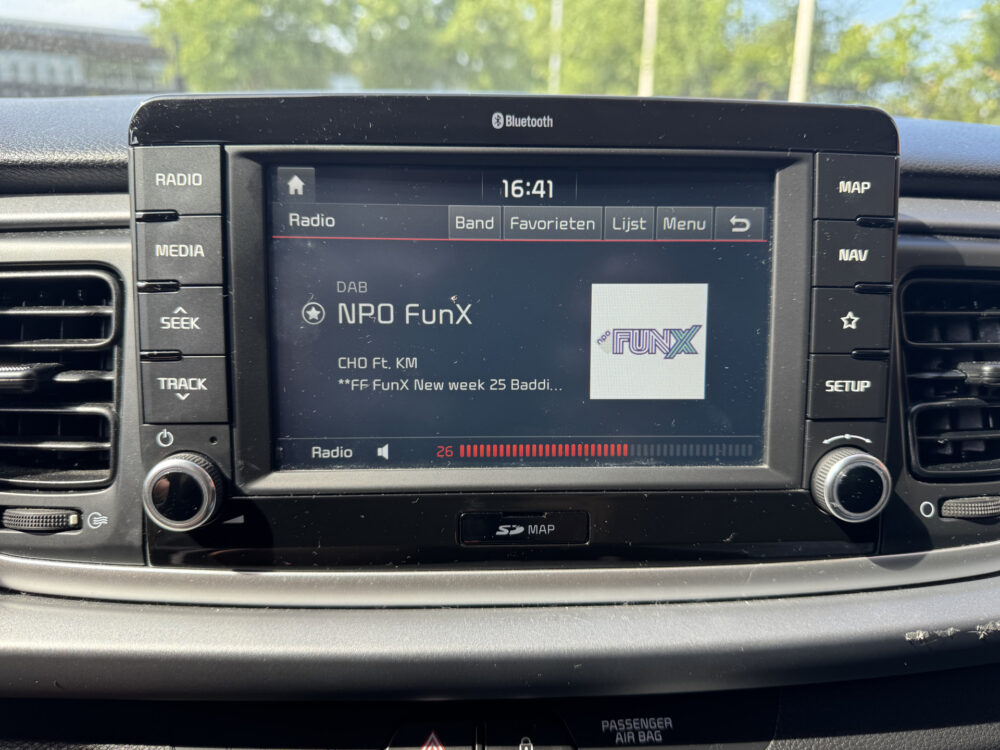 Bluetooth
RADIO
MEDIA
SEEK
TRACK
16:41
Radio
Band Favorieten Lijst Menu
DAB
NPO FunX
CHO Ft. KM
**FF FunX New week 25 Baddi...
npo FUNX
Radio 26
MAP
NAV
SETUP
SD MAP
PASSENGER
AIR BAG